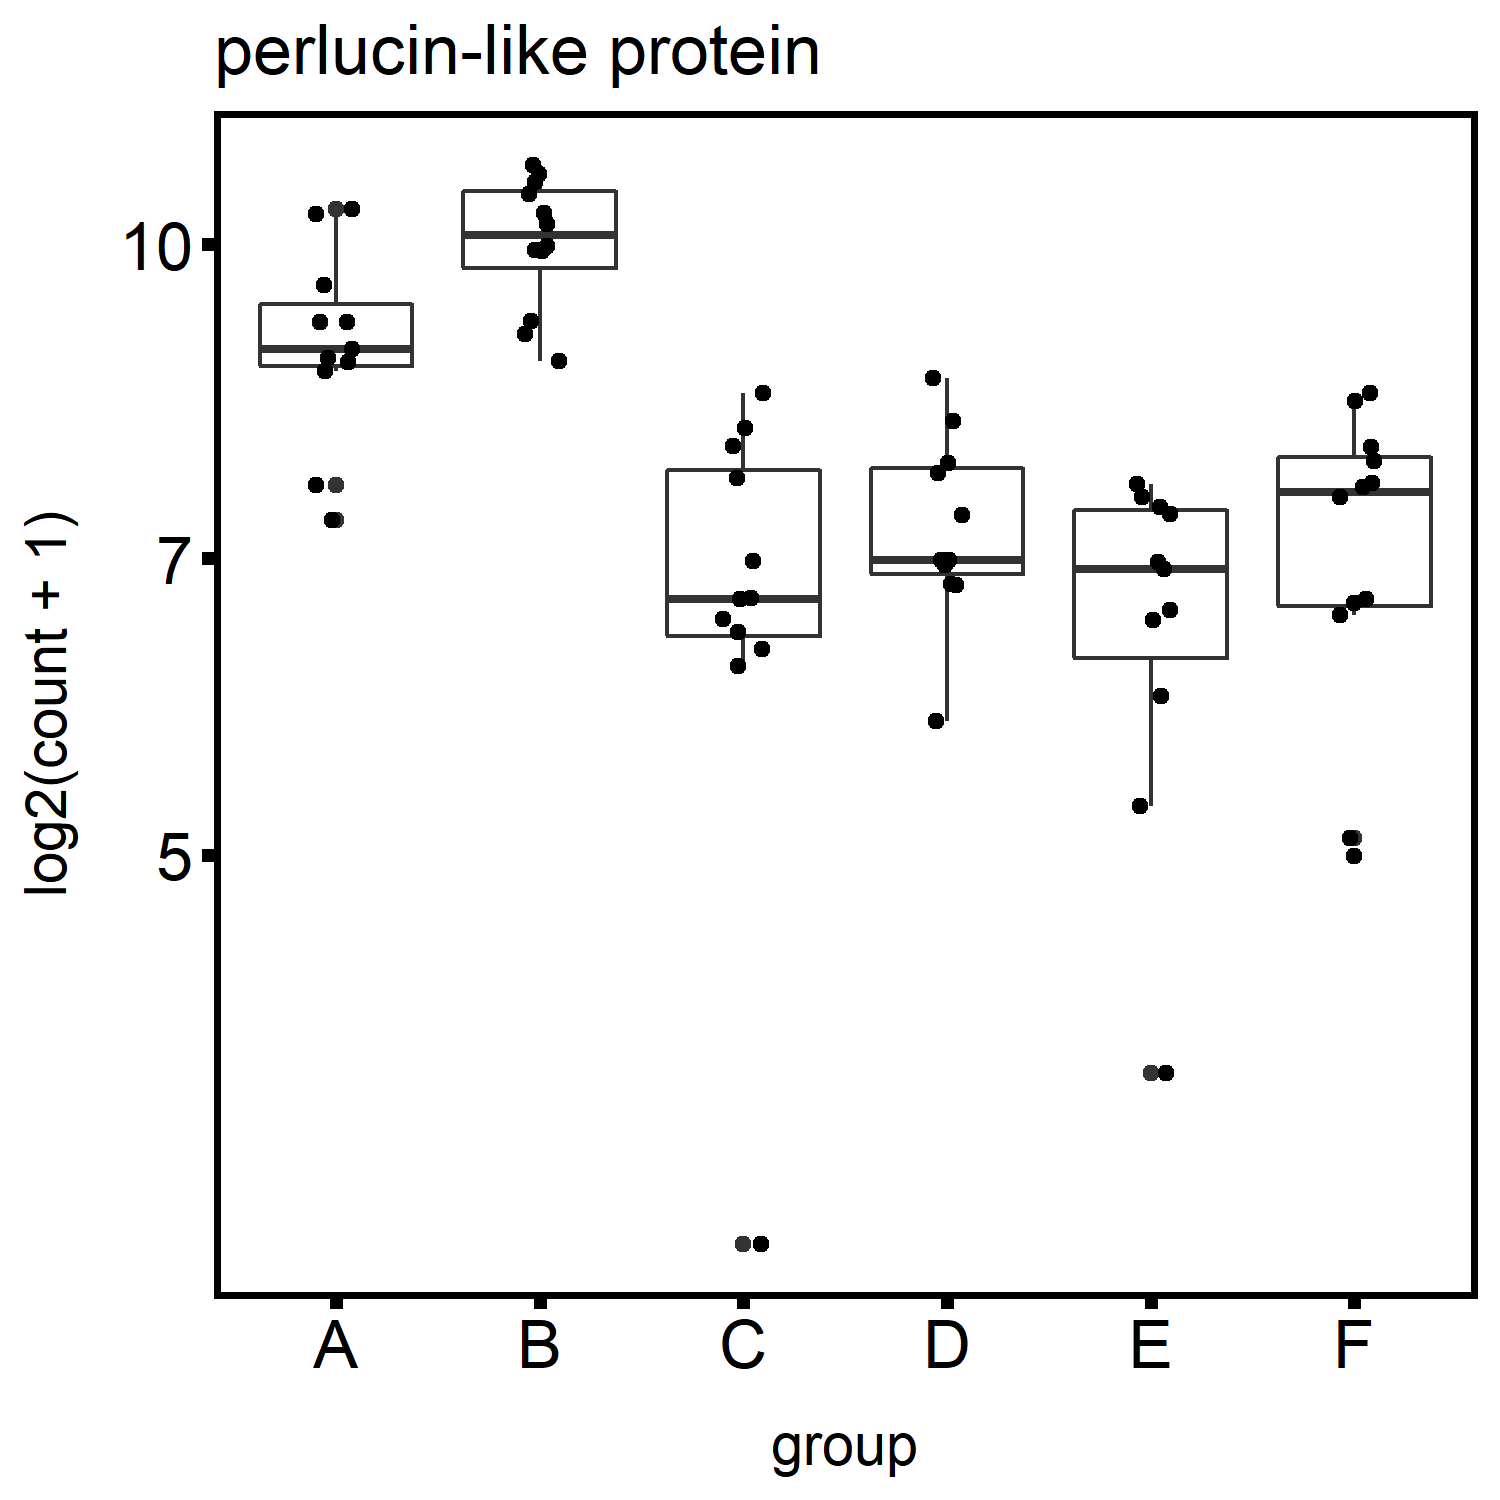 perlucin-like protein
log2(count + 1)
10
7
5
A B C D E F
group